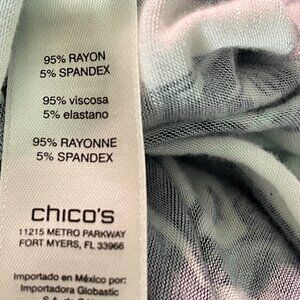 95% RAYON
5% SPANDEX
95% viscosa
5% elastano
95% RAYONNE
5% SPANDEX
chico's
11215 METRO PARKWAY
FORT MYERS, FL 33966
Importado en México por:
Importadora Globastic
S.A. de